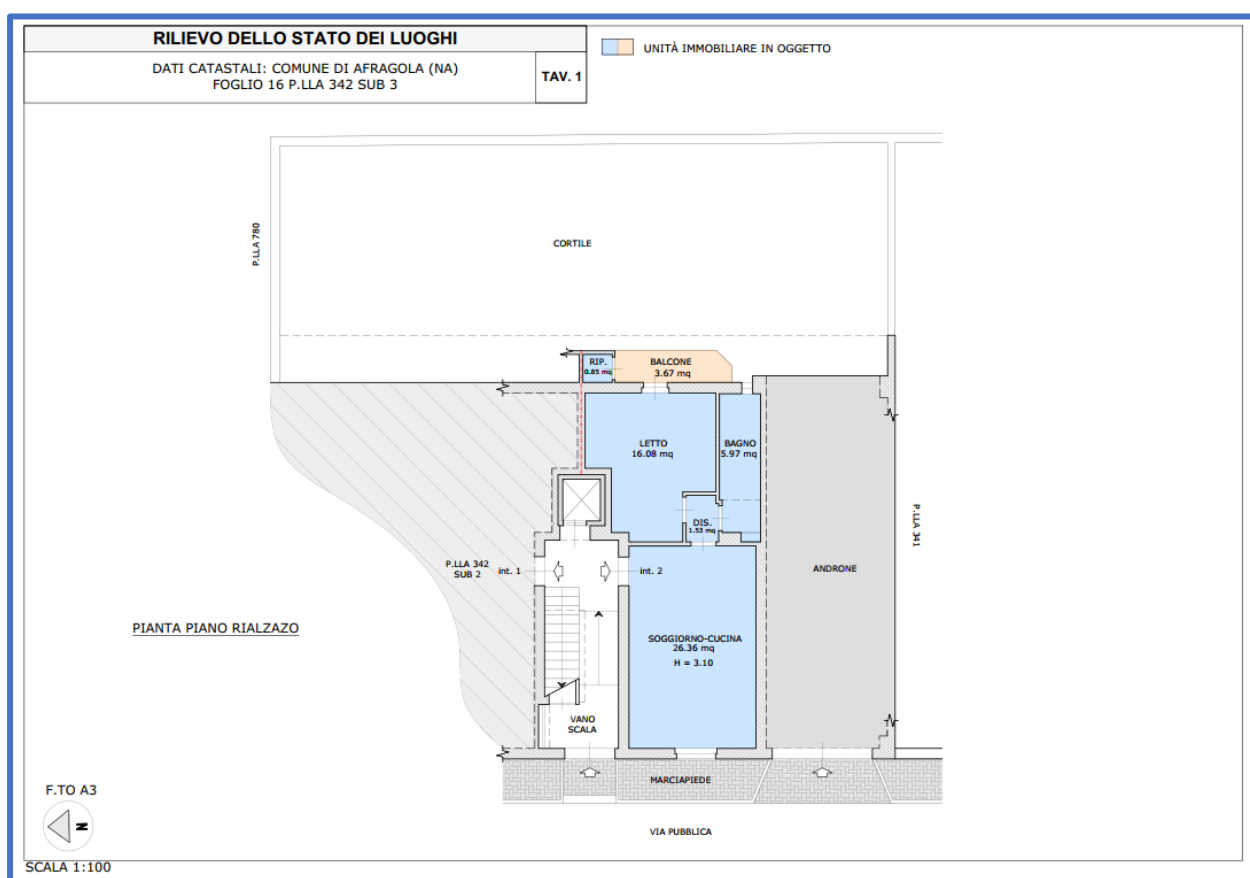 RILIEVO DELLO STATO DEI LUOGHI
DATI CATASTALI: COMUNE DI AFRAGOLA (NA)
FOGLIO 16 P.LLA 342 SUB 3
TAV. 1
UNITÀ IMMOBILIARE IN OGGETTO
P.LLA 780
CORTILE
RIP.
0.85 mq
BALCONE
3.67 mq
LETTO
16.08 mq
BAGNO
5.97 mq
DIS.
1.53 mq
P.LLA 341
P.LLA 342
SUB 2
int. 1
int. 2
ANDRONE
PIANTA PIANO RIALZAZO
SOGGIORNO-CUCINA
26.36 mq
H = 3.10
VANO
SCALA
MARCIAPIEDE
F.TO A3
N
VIA PUBBLICA
SCALA 1:100